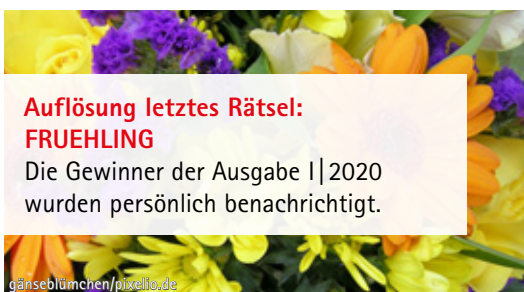 Auflösung letztes Rätsel:
FRUEHLING
Die Gewinner der Ausgabe I|2020
wurden persönlich benachrichtigt.
gänseblümchen/pixelio.de